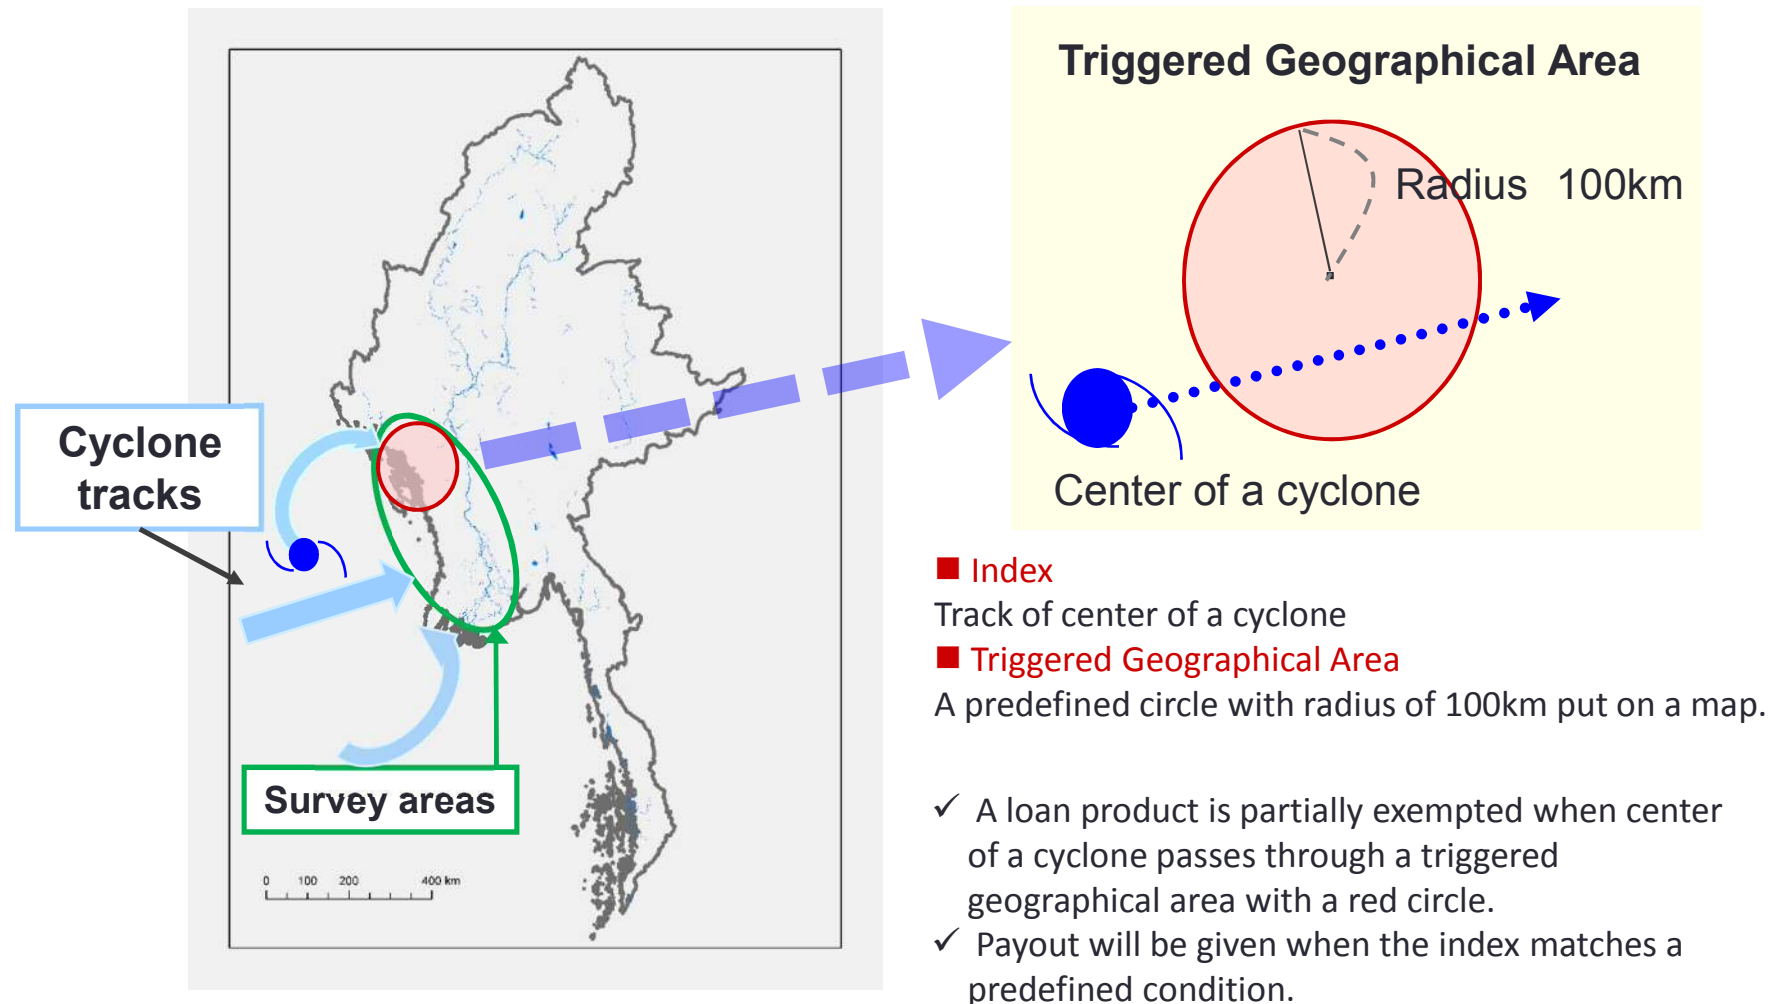 Triggered Geographical Area
Radius 100km
Center of a cyclone
Cyclone
tracks
Survey areas
0 100 200 400 km
■ Index
Track of center of a cyclone
■ Triggered Geographical Area
A predefined circle with radius of 100km put on a map.
✓ A loan product is partially exempted when center
of a cyclone passes through a triggered
geographical area with a red circle.
✓ Payout will be given when the index matches a
predefined condition.